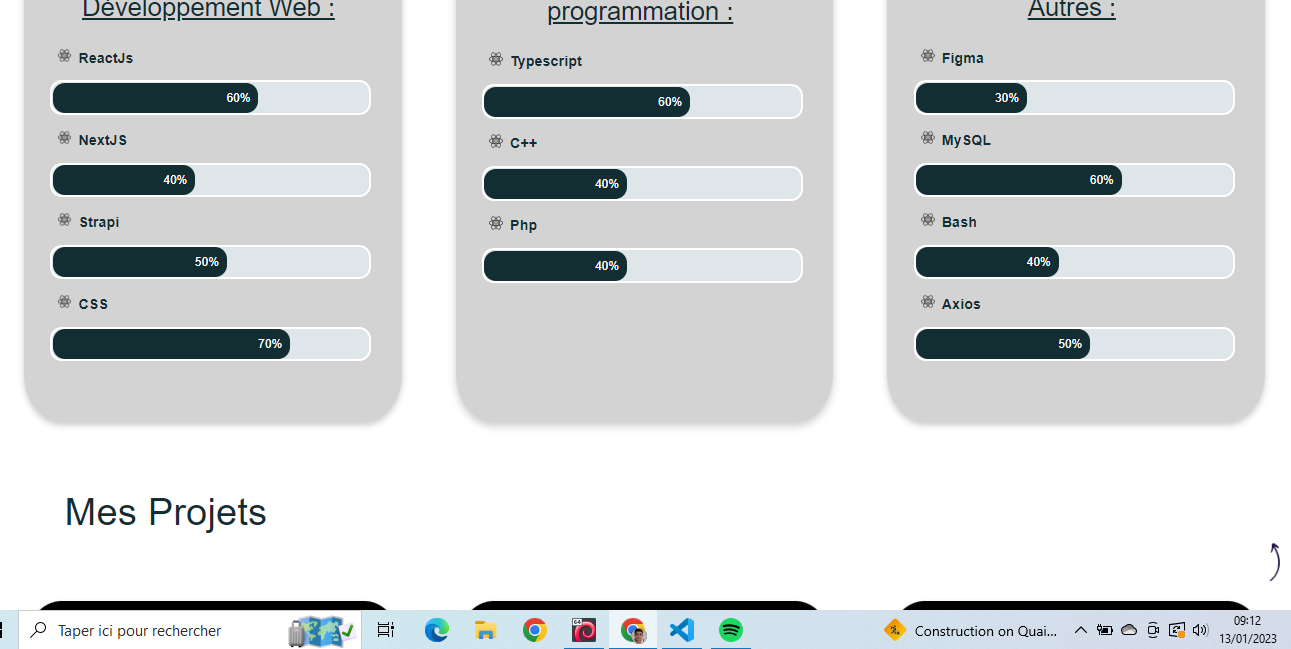 Développement Web :
ReactJs
60%
NextJS
40%
Strapi
50%
CSS
70%
programmation :
Typescript
60%
C++
40%
Php
40%
Autres :
Figma
30%
MySQL
60%
Bash
40%
Axios
50%
Mes Projets
Taper ici pour rechercher
64
Construction on Quai...
09:12
13/01/2023